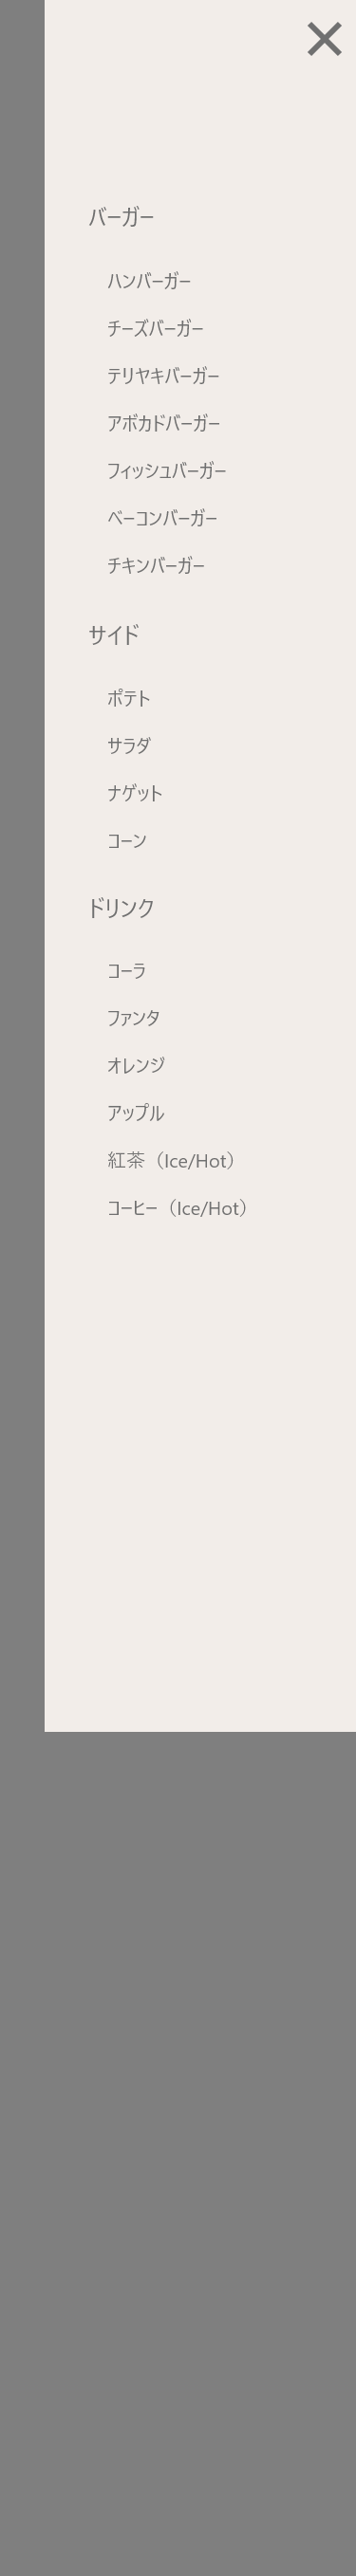 バーガー
ハンバーガー
チーズバーガー
テリヤキバーガー
アボカドバーガー
フィッシュバーガー
ベーコンバーガー
チキンバーガー
サイド
ポテト
サラダ
ナゲット
コーン
ドリンク
コーラ
ファンタ
オレンジ
アップル
紅茶（Ice/Hot）
コーヒー（Ice/Hot）